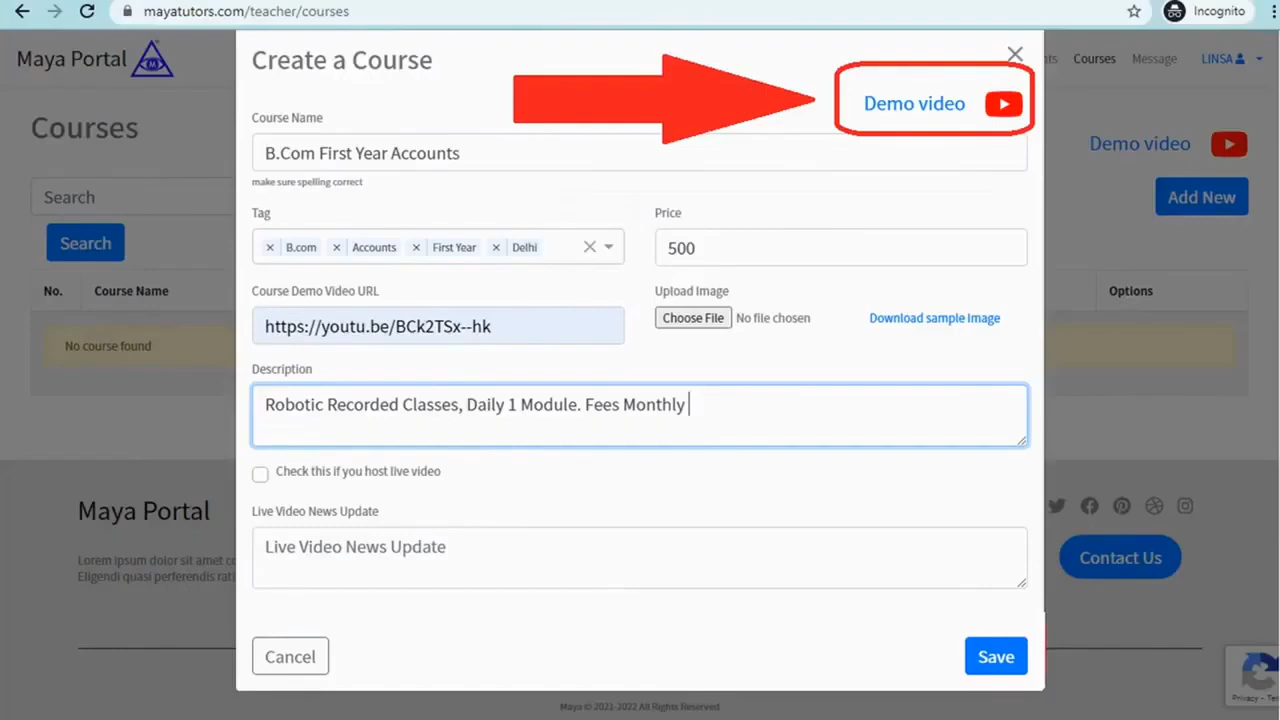 mayatutors.com/teacher/courses
Incognito
Maya Portal
Create a Course
nts Courses Message LINSA
Demo video
Courses
Course Name
B.Com First Year Accounts
make sure spelling correct
Demo video
Search
Add New
Tag
Price
× B.com × Accounts × First Year × Delhi
500
Search
No. Course Name
Course Demo Video URL
Upload Image
Options
https://youtu.be/BCk2TSx--hk
Choose File No file chosen
Download sample Image
No course found
Description
Robotic Recorded Classes, Daily 1 Module. Fees Monthly
Check this if you host live video
Maya Portal
Live Video News Update
Live Video News Update
Lorem ipsum dolor sit amet co
Eligendi quasi perferendis rati
Contact Us
Cancel
Save
Privacy - Ter
Maya © 2021-2022 All Rights Reserved